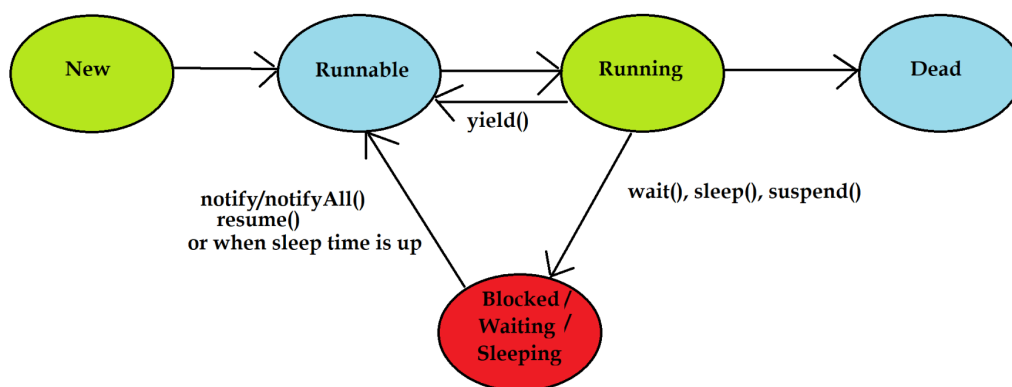 New
Runnable
Running
Dead
yield()
wait(), sleep(), suspend()
notify/notifyAll()
resume()
or when sleep time is up
Blocked /
Waiting /
Sleeping